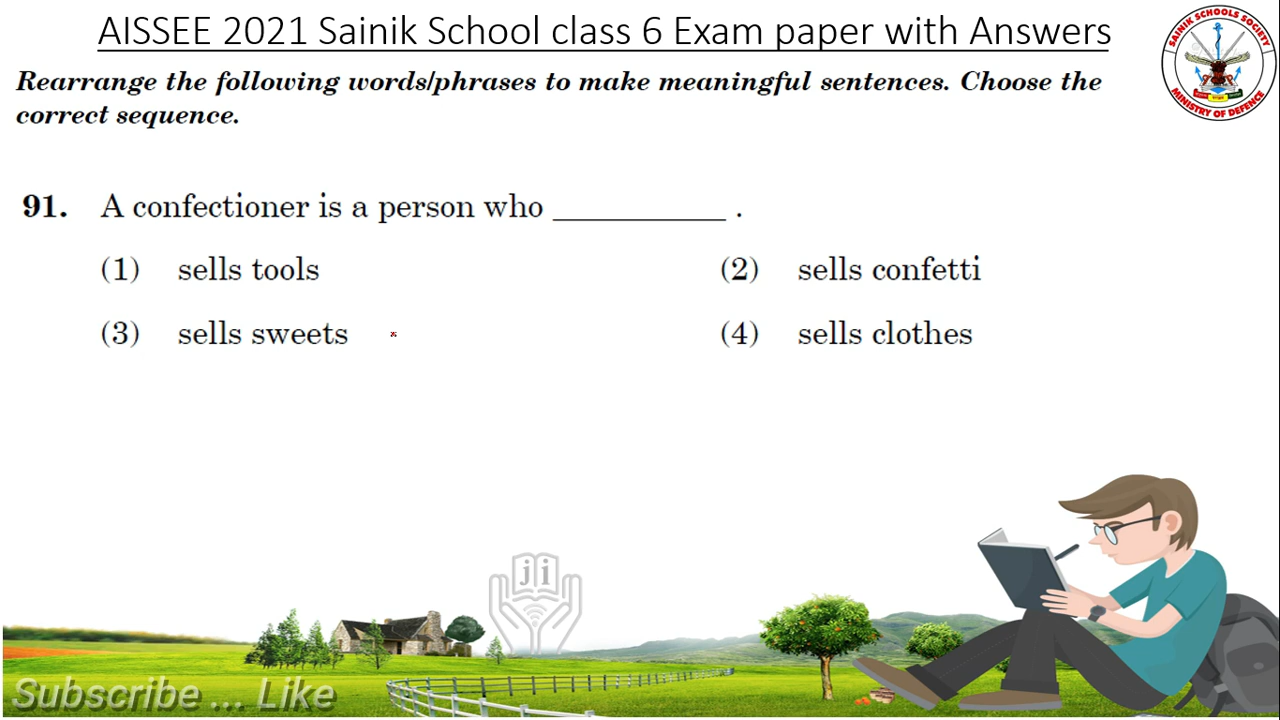 AISSEE 2021 Sainik School class 6 Exam paper with Answers
SAINIK SCHOOLS SOCIETY
MINISTRY OF DEFENCE
Rearrange the following words/phrases to make meaningful sentences. Choose the
correct sequence.
91. A confectioner is a person who __________ .
(1) sells tools
(2) sells confetti
(3) sells sweets
(4) sells clothes
ji
Subscribe ... Like